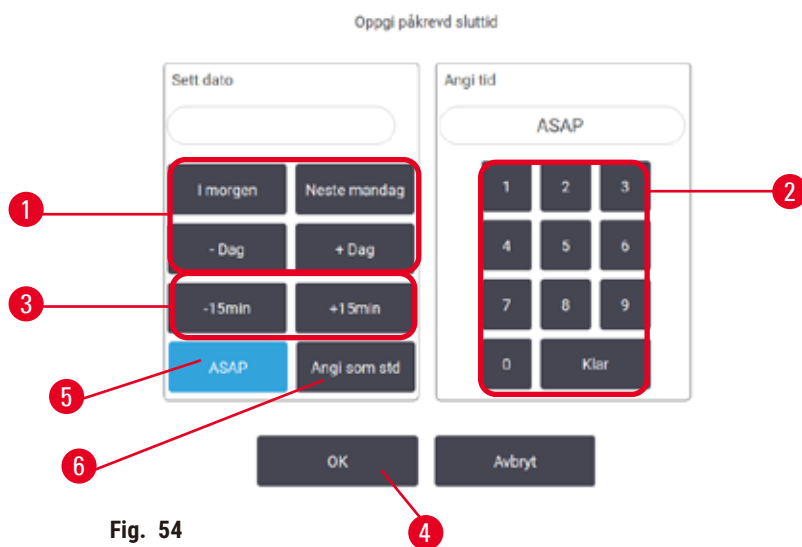 Oppgi påkrevd sluttid
Sett dato
Angi tid
ASAP
I morgen Neste mandag
- Dag + Dag
-15min +15min
ASAP Angi som std
1 2 3
4 5 6
7 8 9
0 Klar
OK Avbryt
1
2
3
5
6
4
Fig. 54